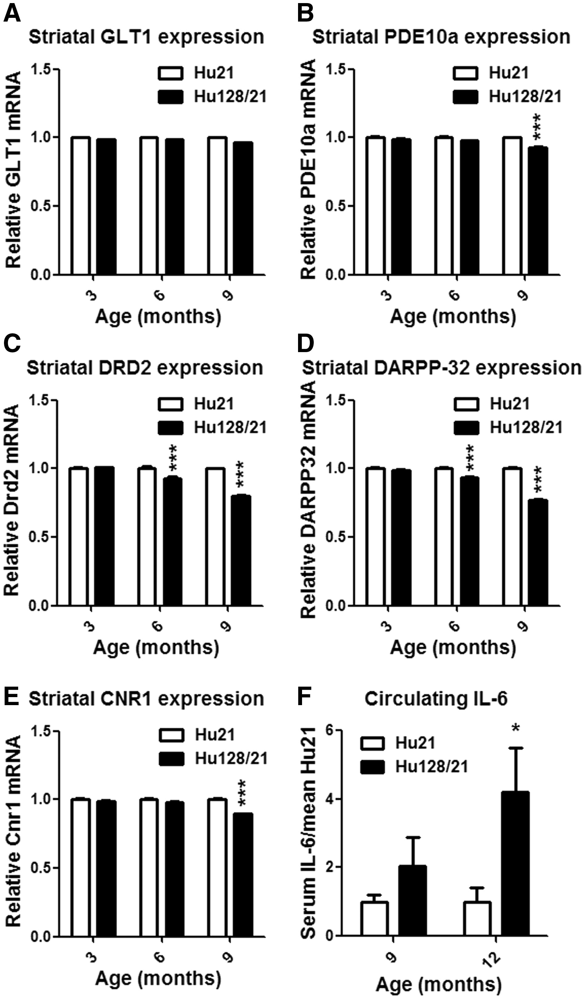 A
Striatal GLT1 expression
Relative GLT1 mRNA
1.5
1.0
0.5
0.0
Hu21
Hu128/21
3 6 9
Age (months)
B
Striatal PDE10a expression
Relative PDE10a mRNA
1.5
1.0
0.5
0.0
Hu21
Hu128/21
***
3 6 9
Age (months)
C
Striatal DRD2 expression
Relative Drd2 mRNA
1.5
1.0
0.5
0.0
Hu21
Hu128/21
*** ***
3 6 9
Age (months)
D
Striatal DARPP-32 expression
Relative DARPP32 mRNA
1.5
1.0
0.5
0.0
Hu21
Hu128/21
*** ***
3 6 9
Age (months)
E
Striatal CNR1 expression
Relative Cnr1 mRNA
1.5
1.0
0.5
0.0
Hu21
Hu128/21
***
3 6 9
Age (months)
F
Circulating IL-6
Serum IL-6/mean Hu21
6
4
2
0
Hu21
Hu128/21
*
9 12
Age (months)